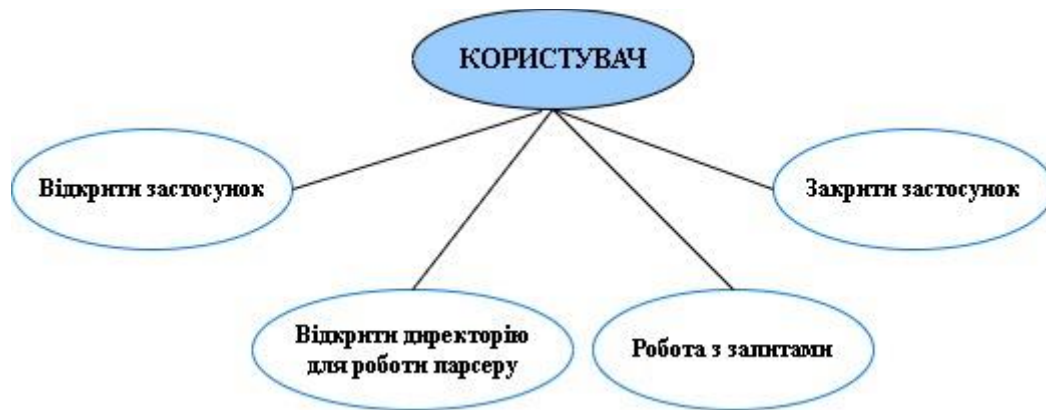 КОРИСТУВАЧ
Відкрити застосунок
Закрити застосунок
Відкрити директорію
для роботи парсеру
Робота з запитами